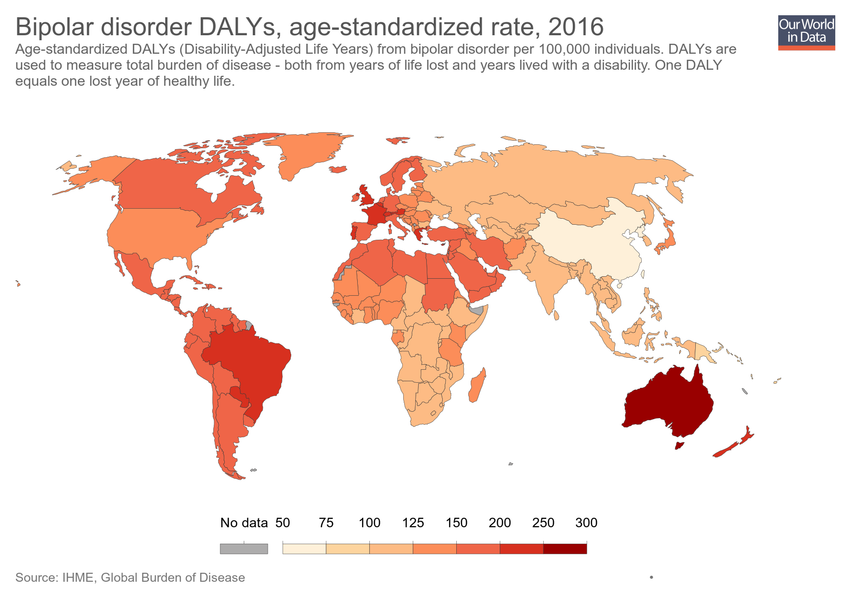 Bipolar disorder DALYs, age-standardized rate, 2016
Our World
in Data
Age-standardized DALYs (Disability-Adjusted Life Years) from bipolar disorder per 100,000 individuals. DALYs are
used to measure total burden of disease - both from years of life lost and years lived with a disability. One DALY
equals one lost year of healthy life.
No data 50 75 100 125 150 200 250 300
Source: IHME, Global Burden of Disease